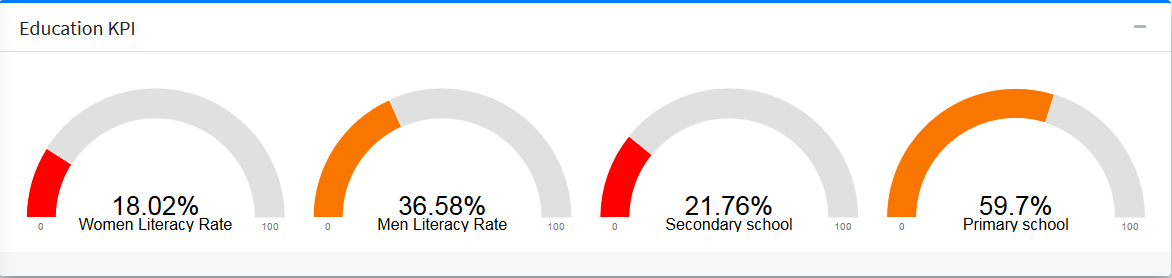 Education KPI
18.02%
Women Literacy Rate
0
100
36.58%
Men Literacy Rate
0
100
21.76%
Secondary school
0
100
59.7%
Primary school
0
100